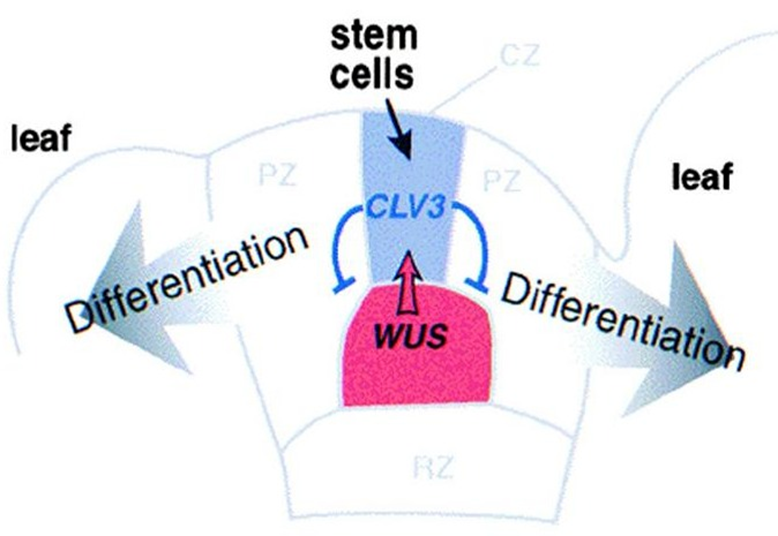 stem
cells
CZ
leaf
PZ
PZ
leaf
CLV3
Differentiation
Differentiation
WUS
RZ